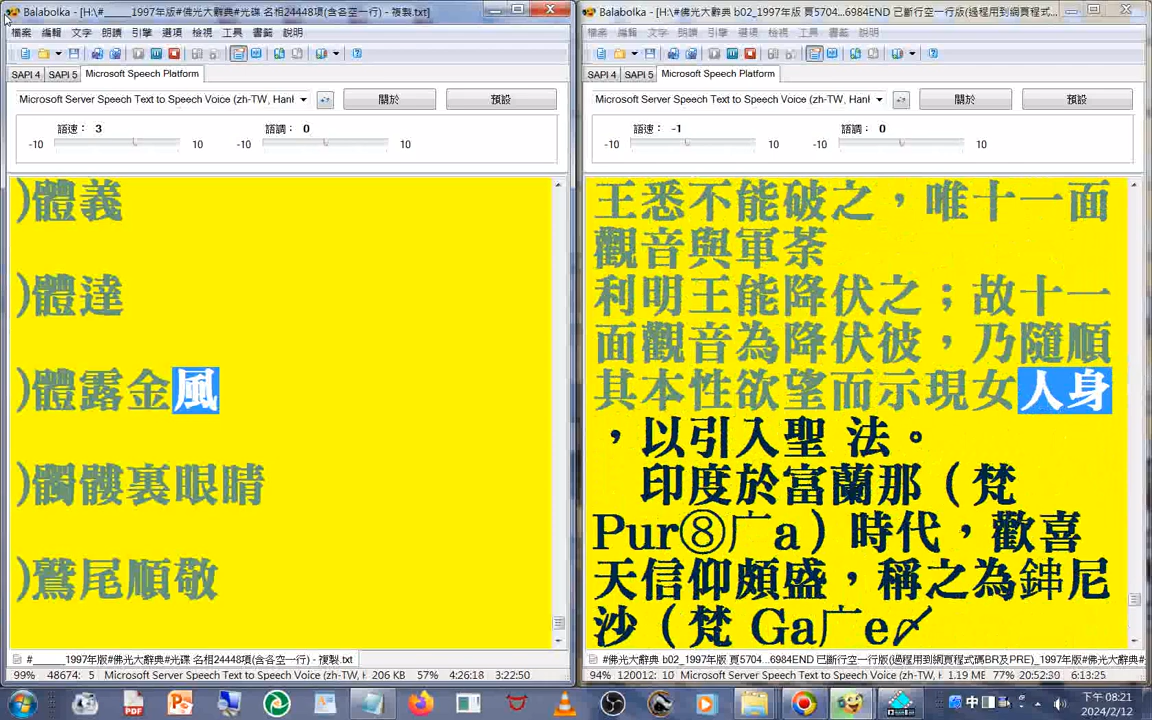 Balabolka - [H:\#_____1997年版#佛光大辭典#光碟 名相24448項(含各空一行) - 複製.txt]
檔案 編輯 文字 朗讀 引擎 選項 檢視 工具 書籤 說明
SAPI 4 SAPI 5 Microsoft Speech Platform
Microsoft Server Speech Text to Speech Voice (zh-TW, Hanl
關於
預設
語速： 3
語調： 0
-10 10 -10 10
)體義
)體達
)體露金風
)髑髏裏眼睛
)鷲尾順敬
#_____1997年版#佛光大辭典#光碟 名相24448項(含各空一行) - 複製.txt
99% 48674: 5 Microsoft Server Speech Text to Speech Voice (zh-TW, H 206 KB 57% 4:26:18 3:22:50
Balabolka - [H:\#佛光大辭典 b02_1997年版 頁5704...6984END 已斷行空一行版(過程用到網頁程式...
檔案 編輯 文字 朗讀 引擎 選項 檢視 工具 書籤 說明
SAPI 4 SAPI 5 Microsoft Speech Platform
Microsoft Server Speech Text to Speech Voice (zh-TW, Hanl
關於
預設
語速： -1
語調： 0
-10 10 -10 10
王悉不能破之，唯十一面
觀音與軍荼
利明王能降伏之；故十一
面觀音為降伏彼，乃隨順
其本性欲望而示現女人身
，以引入聖 法。
印度於富蘭那（梵
Pur⑧广a）時代，歡喜
天信仰頗盛，稱之為鉮尼
沙（梵 Ga广e〆
#佛光大辭典 b02_1997年版 頁5704...6984END 已斷行空一行版(過程用到網頁程式碼BR及PRE)_1997年版#
94% 120012: 10 Microsoft Server Speech Text to Speech Voice (zh-TW, H 1.19 MB 77% 20:52:30 6:13:25
中
下午 08:21
2024/2/12